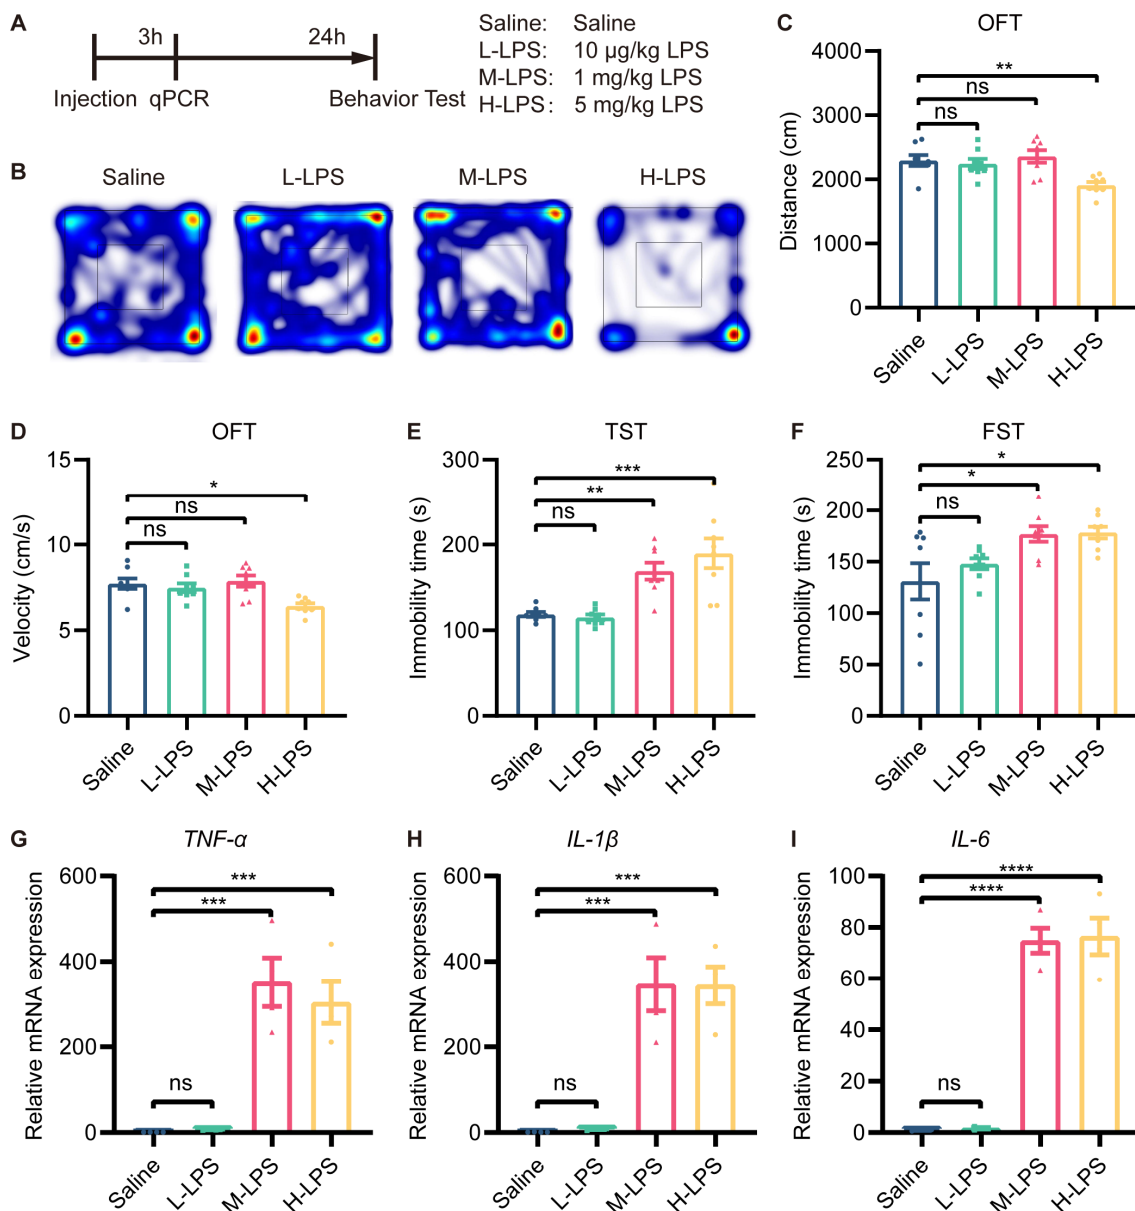 A
3h
24h
Injection qPCR
Behavior Test
Saline: Saline
L-LPS: 10 µg/kg LPS
M-LPS: 1 mg/kg LPS
H-LPS: 5 mg/kg LPS
B
Saline
L-LPS
M-LPS
H-LPS
C
OFT
Distance (cm)
4000
3000
2000
1000
0
**
ns
ns
Saline
L-LPS
M-LPS
H-LPS
D
OFT
Velocity (cm/s)
15
10
5
0
*
ns
ns
Saline
L-LPS
M-LPS
H-LPS
E
TST
Immobility time (s)
300
200
100
0
***
**
ns
Saline
L-LPS
M-LPS
H-LPS
F
FST
Immobility time (s)
250
200
150
100
50
0
*
*
ns
Saline
L-LPS
M-LPS
H-LPS
G
TNF-α
Relative mRNA expression
600
400
200
0
***
***
ns
Saline
L-LPS
M-LPS
H-LPS
H
IL-1β
Relative mRNA expression
600
400
200
0
***
***
ns
Saline
L-LPS
M-LPS
H-LPS
I
IL-6
Relative mRNA expression
100
80
60
40
20
0
****
****
ns
Saline
L-LPS
M-LPS
H-LPS